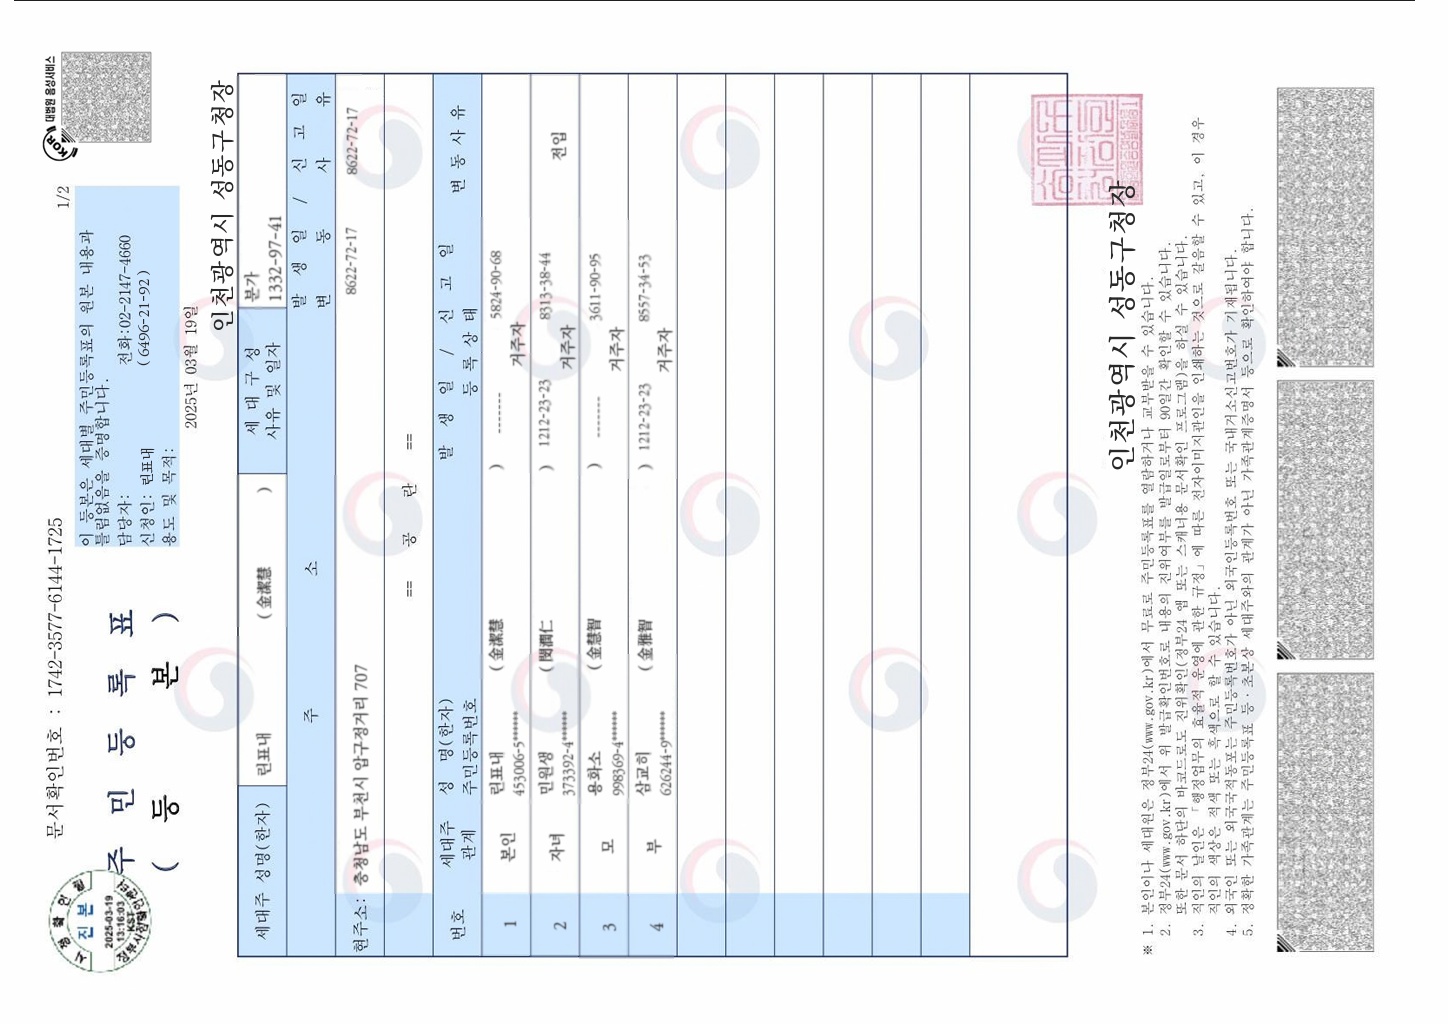 문서확인번호 : 1742-3577-6144-1725
1/2
대법원 음성서비스
KOR
시점확인필
진 본
2025-03-19
13:16:03
KST
주 민 등 록 표
( 등 본 )
이 등본은 세대별 주민등록표의 원본 내용과
틀림없음을 증명합니다.
담당자: 전화:02-2147-4660
신청인: 린표내 (6496-21-92)
용도 및 목적:
2025년 03월 19일
인천광역시 성동구청장
세대주 성명(한자) 린표내 (金潔慧 ) 세 대 구 성 사유 및 일자 분가 1332-97-41
주 소 발 생 일 / 신 고 일
변 동 사 유
현주소: 충청남도 부천시 압구정거리 707 8622-72-17 8622-72-17
== 공 란 ==
번호 세대주 관계 성 명(한자) 주민등록번호 발 생 일 / 신 고 일 등 록 상 태 변 동 사 유
1 본인 린표내 (金潔慧 ) ------- 5824-90-68
453006-5****** 거주자
2 자녀 민원생 (閔潤仁 ) 1212-23-23 8313-38-44 전입
373392-4****** 거주자
3 모 용화소 (金慧智 ) ------- 3611-90-95
998369-4****** 거주자
4 부 삼교히 (金雅智 ) 1212-23-23 8557-34-53
626244-9****** 거주자
인천광역시 성동구청장
※ 1. 본인이나 세대원은 정부24(www.gov.kr)에서 무료로 주민등록표를 열람하거나 교부받을 수 있습니다.
2. 정부24(www.gov.kr)에서 위 발급확인번호로 내용의 진위여부를 발급일로부터 90일간 확인할 수 있습니다.
또한 문서 하단의 바코드로도 진위확인(정부24 앱 또는 스캐너용 문서확인 프로그램)을 하실 수 있습니다.
3. 직인의 날인은 「행정업무의 효율적 운영에 관한 규정」에 따른 전자이미지관인을 인쇄하는 것으로 갈음할 수 있고, 이 경우
직인의 색상은 적색 또는 흑색으로 할 수 있습니다.
4. 외국인 또는 외국국적동포는 주민등록번호가 아닌 외국인등록번호 또는 국내거소신고번호가 기재됩니다.
5. 정확한 가족관계는 주민등록표 등·초본상 세대주와의 관계가 아닌 가족관계증명서 등으로 확인하여야 합니다.